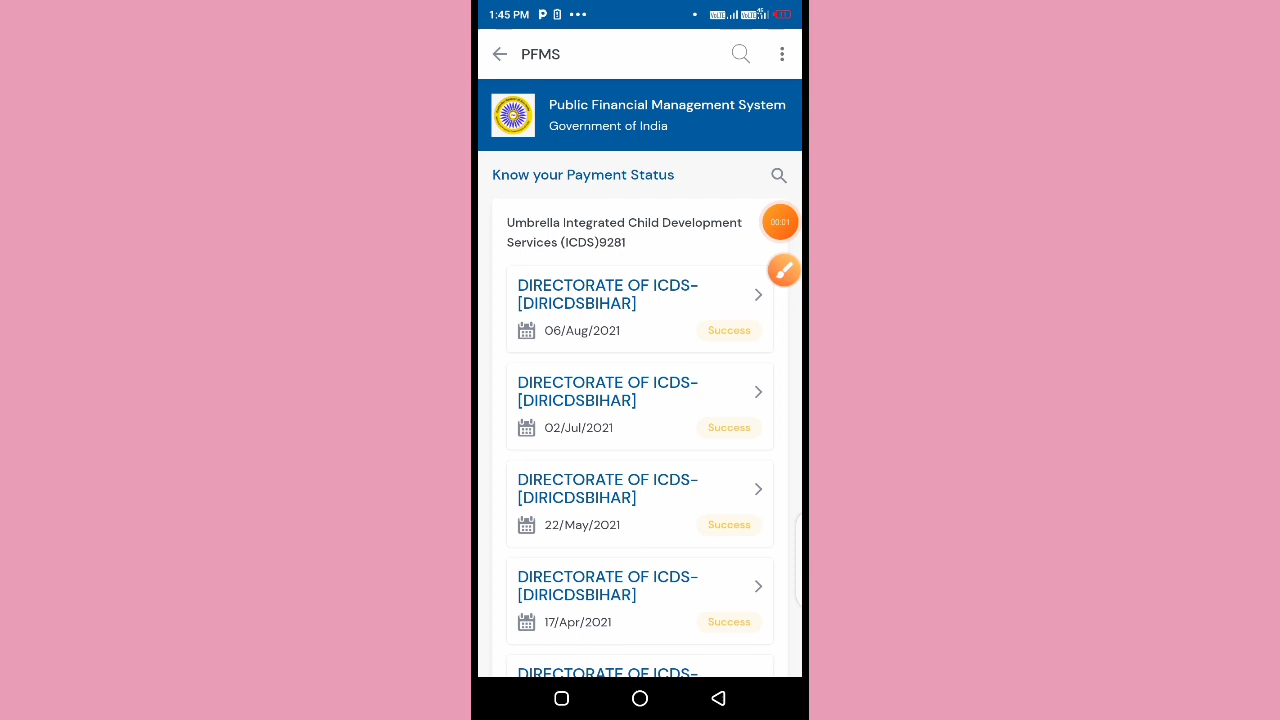 1:45 PM
PFMS
Public Financial Management System
Government of India
Know your Payment Status
00:01
Umbrella Integrated Child Development
Services (ICDS)9281
DIRECTORATE OF ICDS-
[DIRICDSBIHAR]
06/Aug/2021 Success
DIRECTORATE OF ICDS-
[DIRICDSBIHAR]
02/Jul/2021 Success
DIRECTORATE OF ICDS-
[DIRICDSBIHAR]
22/May/2021 Success
DIRECTORATE OF ICDS-
[DIRICDSBIHAR]
17/Apr/2021 Success
DIRECTORATE OF ICDS-